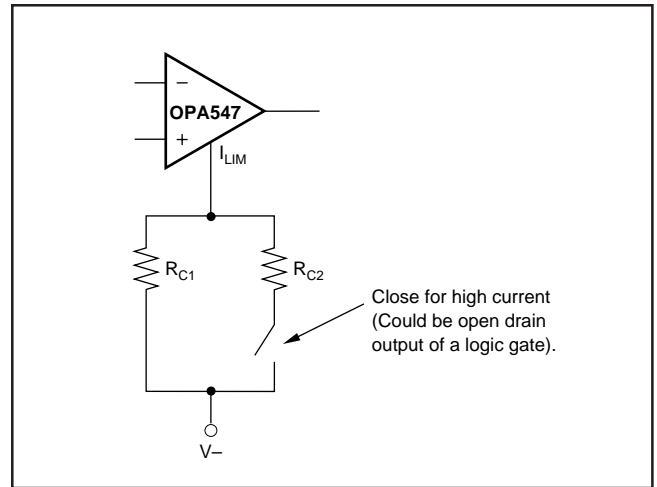 –
OPA547
+
I_LIM
R_C1
R_C2
Close for high current
(Could be open drain
output of a logic gate).
V–